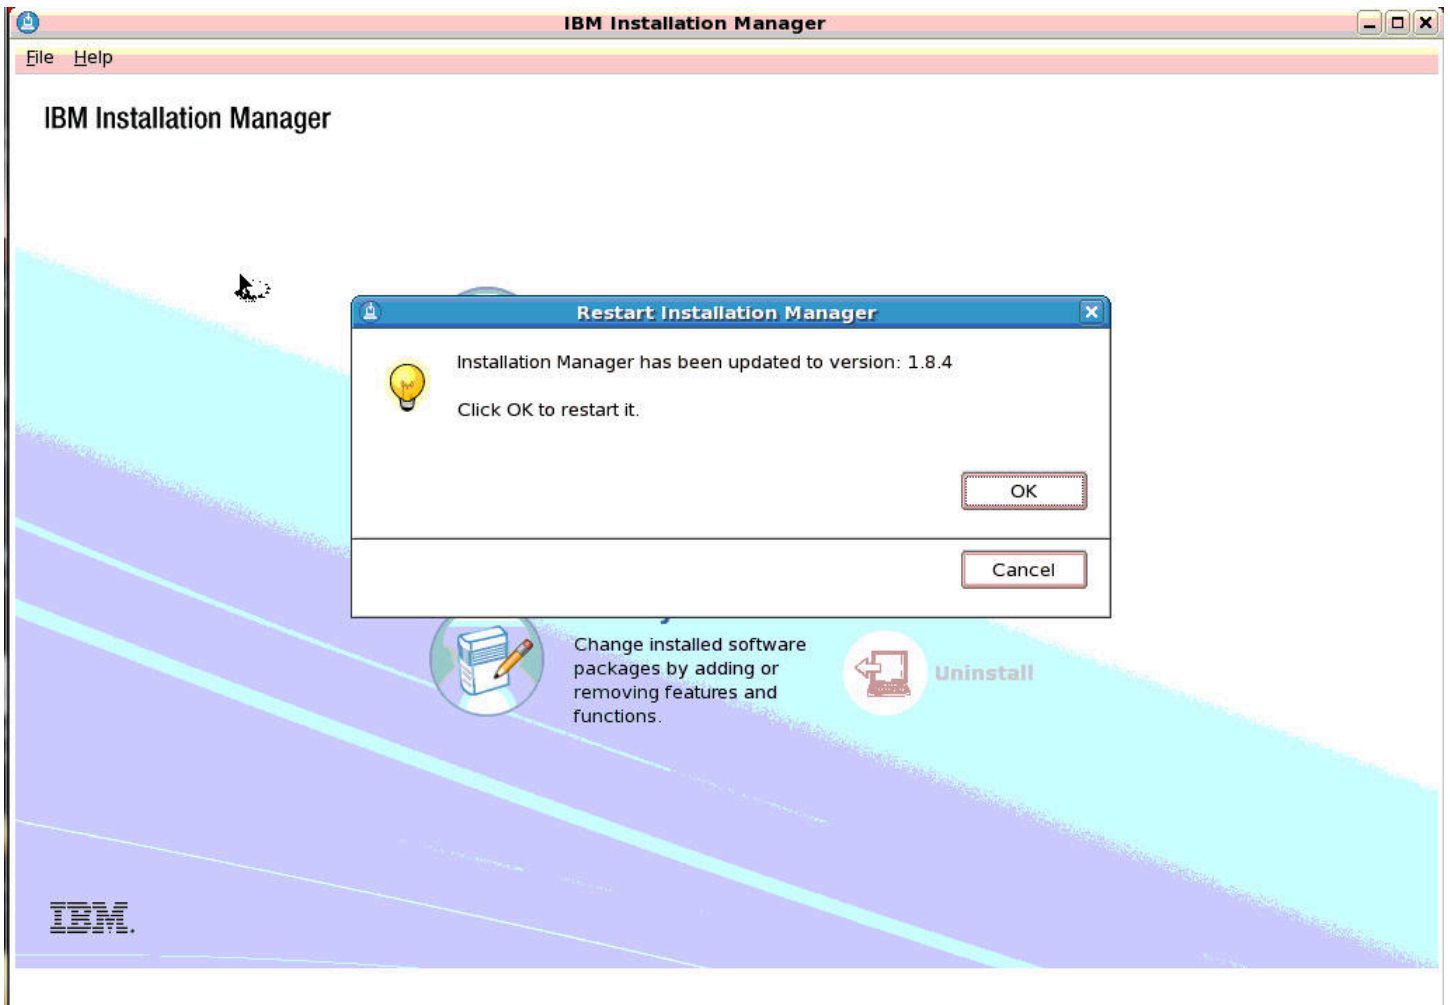 IBM Installation Manager
File Help
IBM Installation Manager
Restart Installation Manager
Installation Manager has been updated to version: 1.8.4
Click OK to restart it.
OK
Cancel
Change installed software
packages by adding or
removing features and
functions.
Uninstall
IBM.